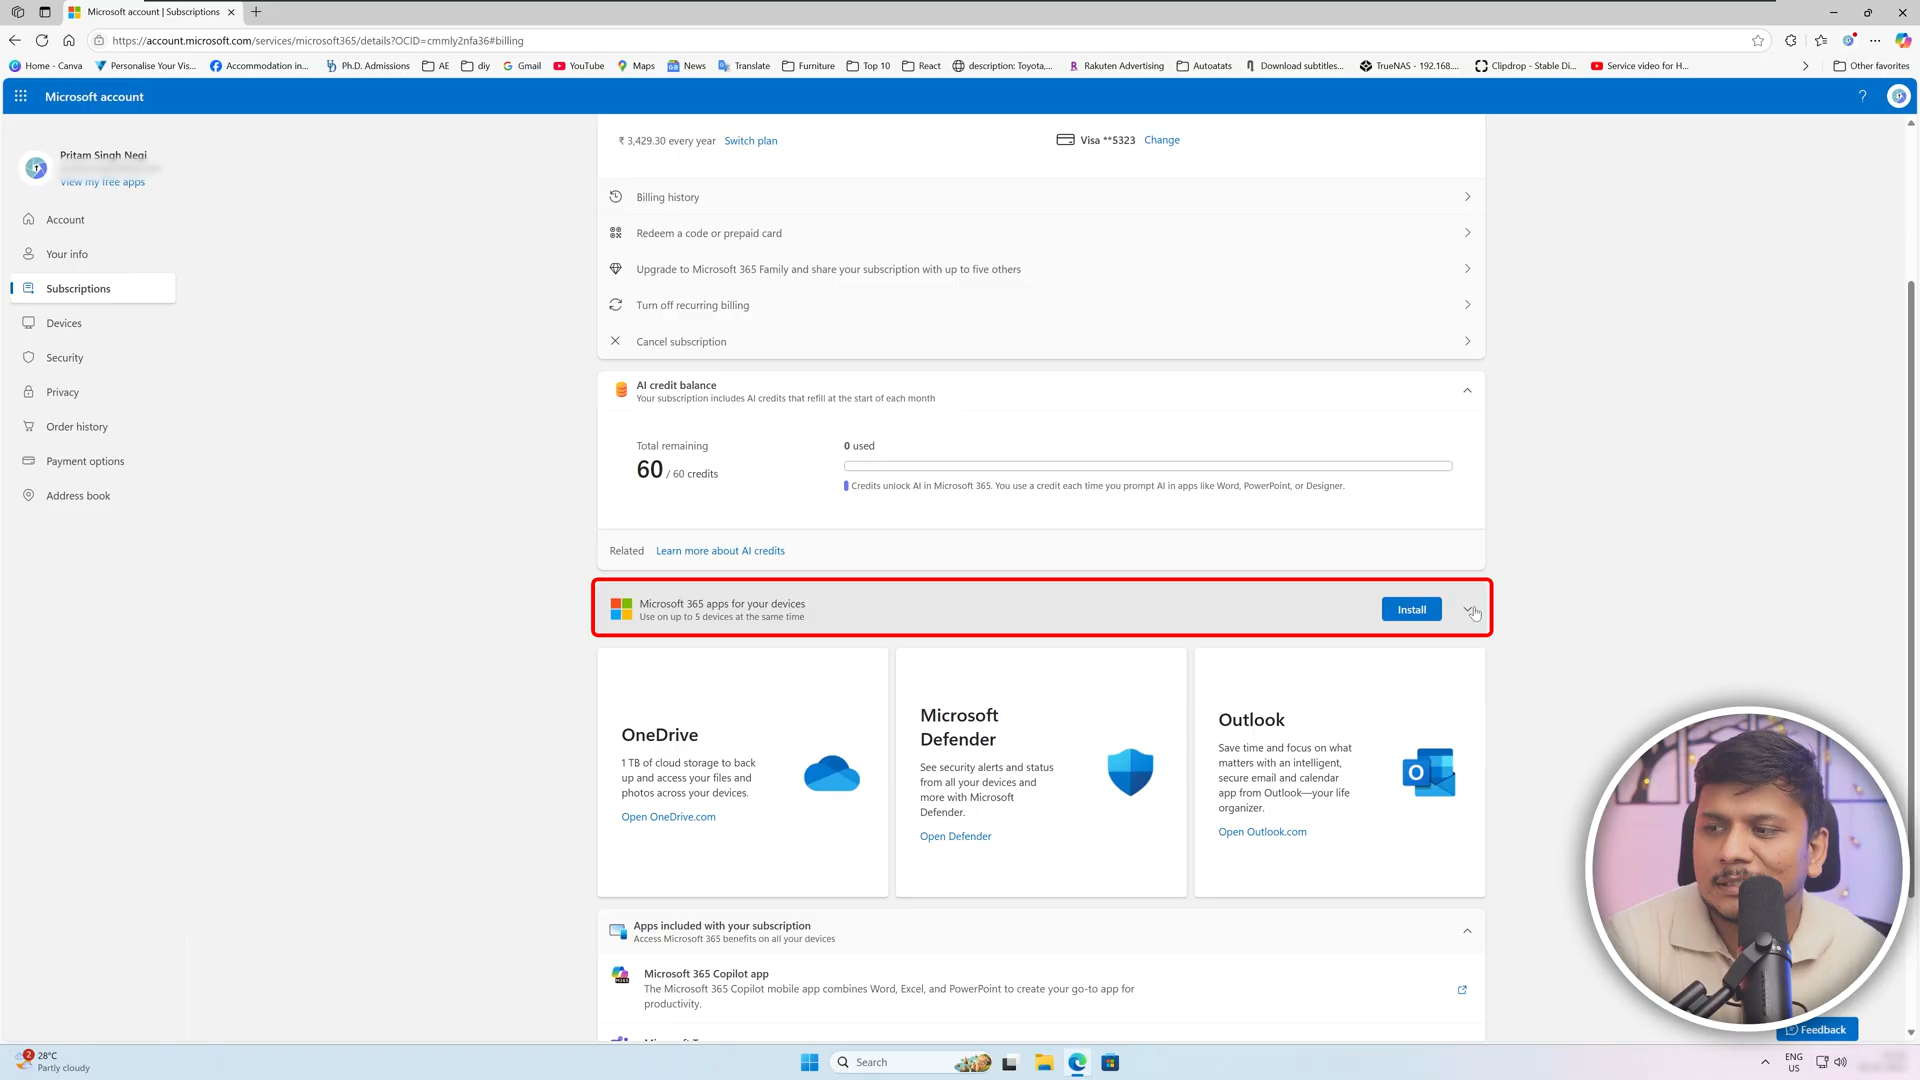 Microsoft account | Subscriptions
https://account.microsoft.com/services/microsoft365/details?OCID=cmmly2nfa36#billing
Home - Canva
Personalise Your Vis...
Accommodation in...
Ph.D. Admissions
AE
diy
Gmail
YouTube
Maps
News
Translate
Furniture
Top 10
React
description: Toyota,...
Rakuten Advertising
Autoatats
Download subtitles...
TrueNAS - 192.168....
Clipdrop - Stable Di...
Service video for H...
Other favorites
Microsoft account
?
Pritam Singh Negi
View my free apps
Account
Your info
Subscriptions
Devices
Security
Privacy
Order history
Payment options
Address book
₹ 3,429.30 every year Switch plan
Visa **5323 Change
Billing history
Redeem a code or prepaid card
Upgrade to Microsoft 365 Family and share your subscription with up to five others
Turn off recurring billing
Cancel subscription
AI credit balance
Your subscription includes AI credits that refill at the start of each month
Total remaining
60 / 60 credits
0 used
Credits unlock AI in Microsoft 365. You use a credit each time you prompt AI in apps like Word, PowerPoint, or Designer.
Related Learn more about AI credits
Microsoft 365 apps for your devices
Use on up to 5 devices at the same time
Install
OneDrive
1 TB of cloud storage to back
up and access your files and
photos across your devices.
Open OneDrive.com
Microsoft
Defender
See security alerts and status
from all your devices and
more with Microsoft
Defender.
Open Defender
Outlook
Save time and focus on what
matters with an intelligent,
secure email and calendar
app from Outlook—your life
organizer.
Open Outlook.com
Apps included with your subscription
Access Microsoft 365 benefits on all your devices
Microsoft 365 Copilot app
The Microsoft 365 Copilot mobile app combines Word, Excel, and PowerPoint to create your go-to app for
productivity.
Feedback
2
28°C
Partly cloudy
Search
ENG
US